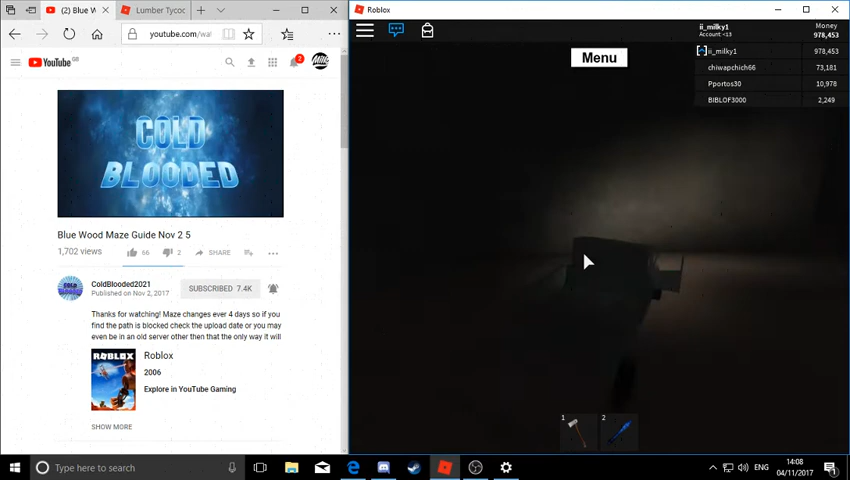 (2) Blue W
Lumber Tycoo
youtube.com/wa
YouTube GB
2
COLD
BLOODED
Blue Wood Maze Guide Nov 2 5
1,702 views
66
2
SHARE
ColdBlooded2021
Published on Nov 2, 2017
SUBSCRIBED 7.4K
Thanks for watching! Maze changes ever 4 days so if you
find the path is blocked check the upload date or you may
even be in an old server other then that the only way it will
ROBLOX
Roblox
2006
Explore in YouTube Gaming
SHOW MORE
Roblox
Menu
ii_milky1
Account <13
Money
978,453
ii_milky1 978,453
chiwapchich66 73,181
Pportos30 10,978
BIBLOF3000 2,249
1
2
Type here to search
ENG
14:08
04/11/2017